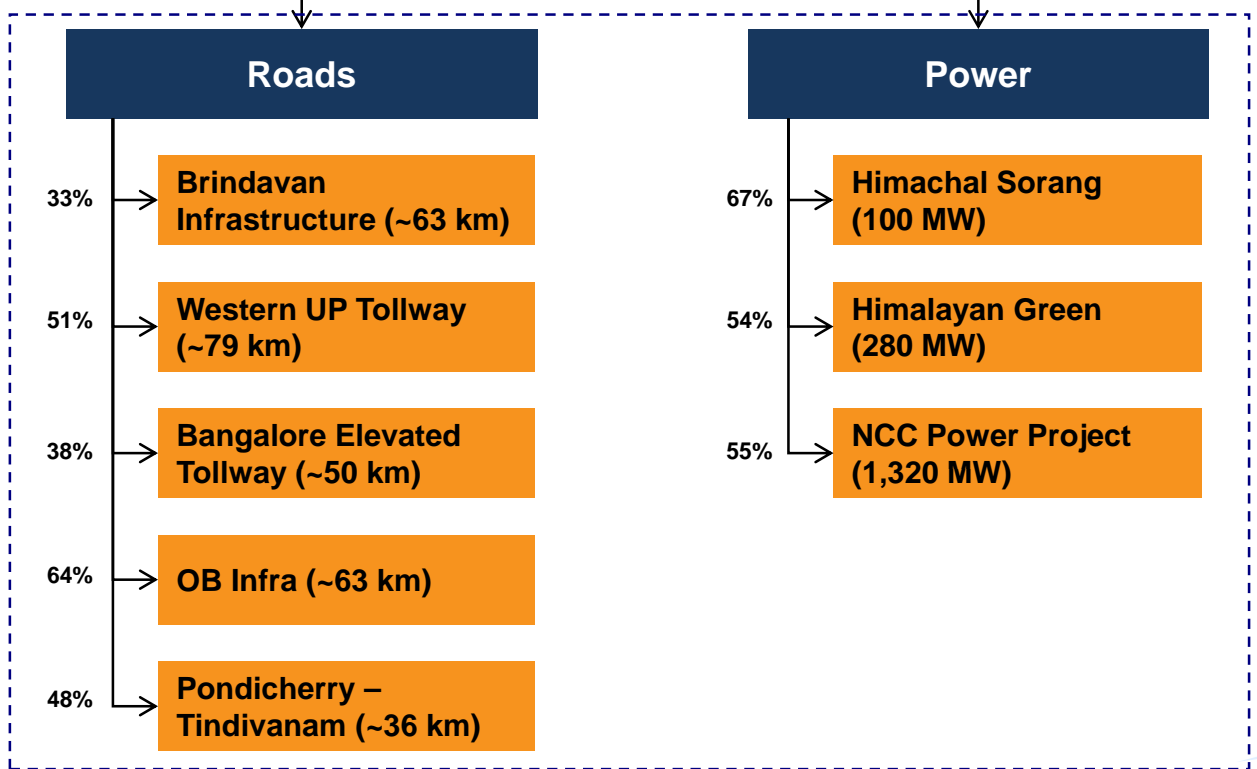 Roads
33%
Brindavan
Infrastructure (~63 km)
51%
Western UP Tollway
(~79 km)
38%
Bangalore Elevated
Tollway (~50 km)
64%
OB Infra (~63 km)
48%
Pondicherry –
Tindivanam (~36 km)
Power
67%
Himachal Sorang
(100 MW)
54%
Himalayan Green
(280 MW)
55%
NCC Power Project
(1,320 MW)